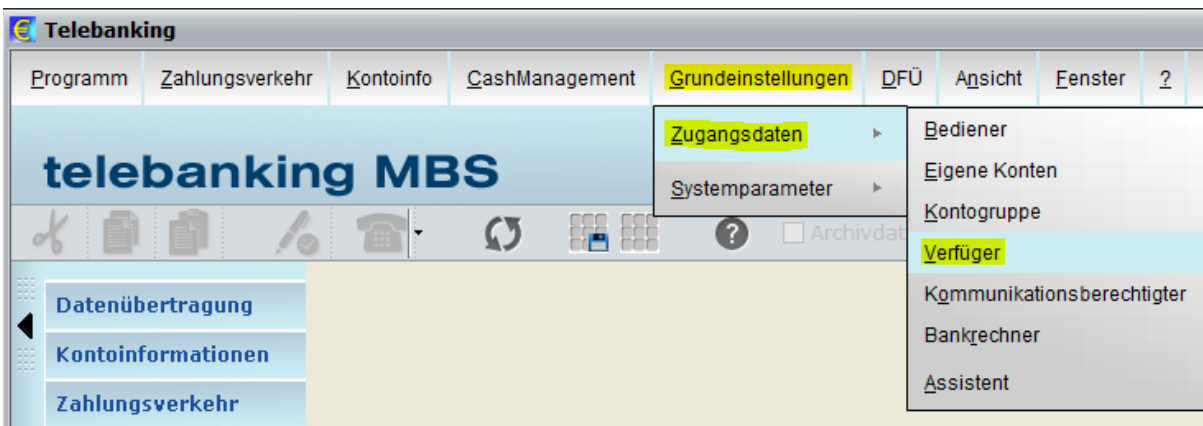 Telebanking
Programm Zahlungsverkehr Kontoinfo CashManagement Grundeinstellungen DFÜ Ansicht Fenster ?
telebanking MBS
Zugangsdaten
Systemparameter
Bediener
Eigene Konten
Kontogruppe
Verfüger
Kommunikationsberechtigter
Bankrechner
Assistent
? Archivdat
Datenübertragung
Kontoinformationen
Zahlungsverkehr